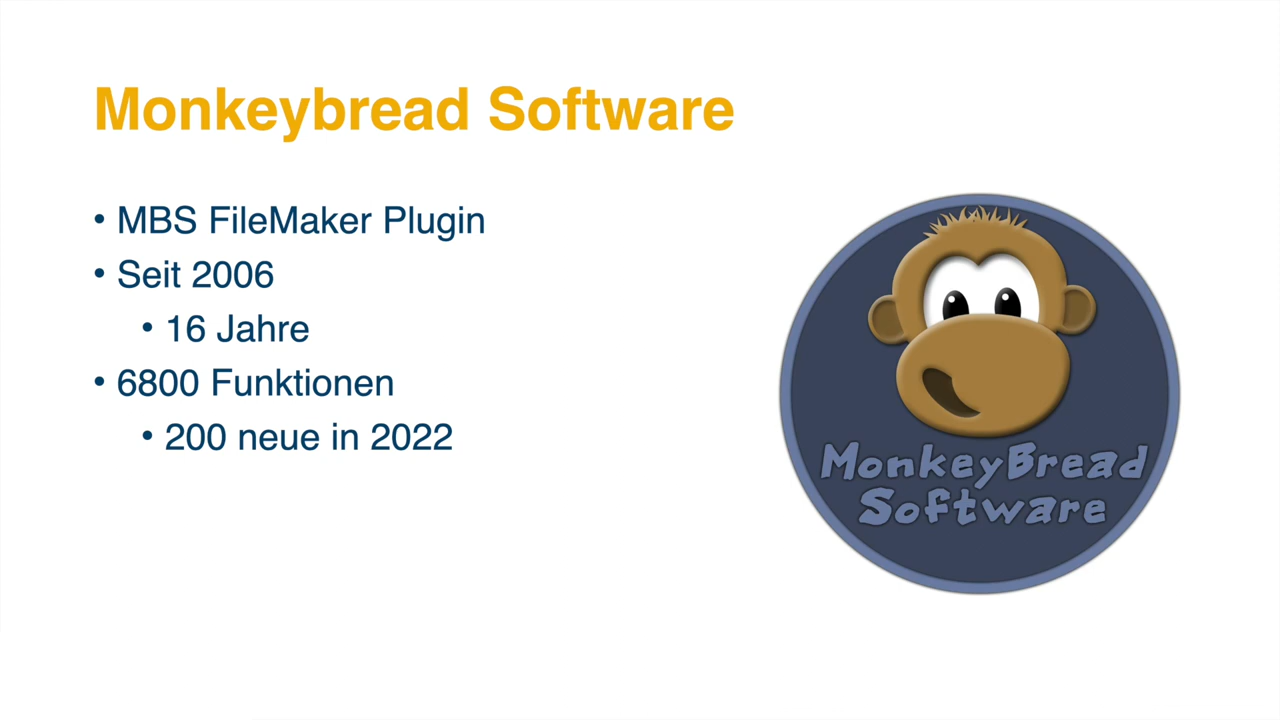 Monkeybread Software
• MBS FileMaker Plugin
• Seit 2006
• 16 Jahre
• 6800 Funktionen
• 200 neue in 2022
MonkeyBread
Software